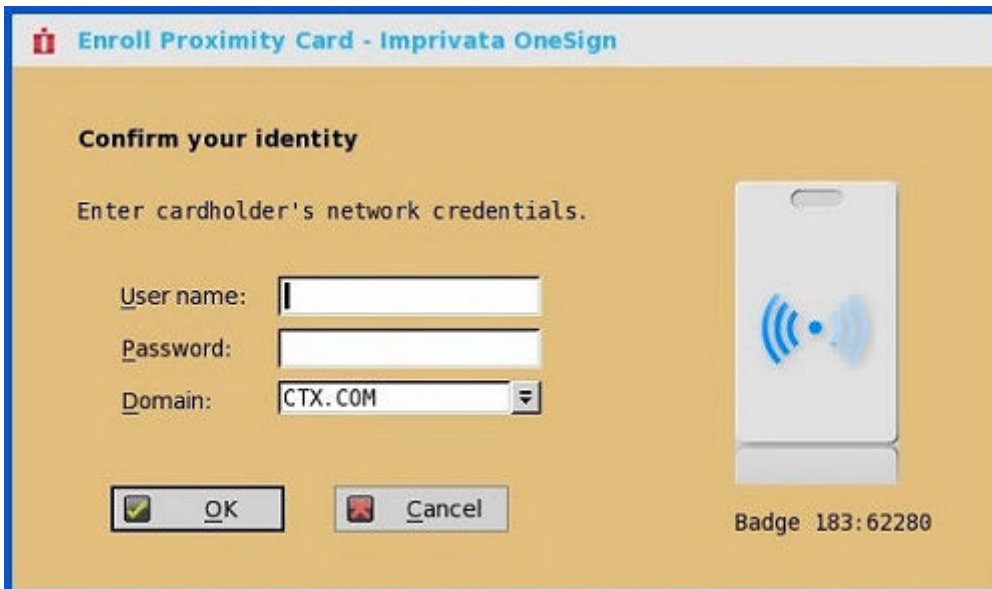 Enroll Proximity Card - Imprivata OneSign
Confirm your identity
Enter cardholder's network credentials.
User name:
Password:
Domain: CTX.COM
OK Cancel
Badge 183:62280